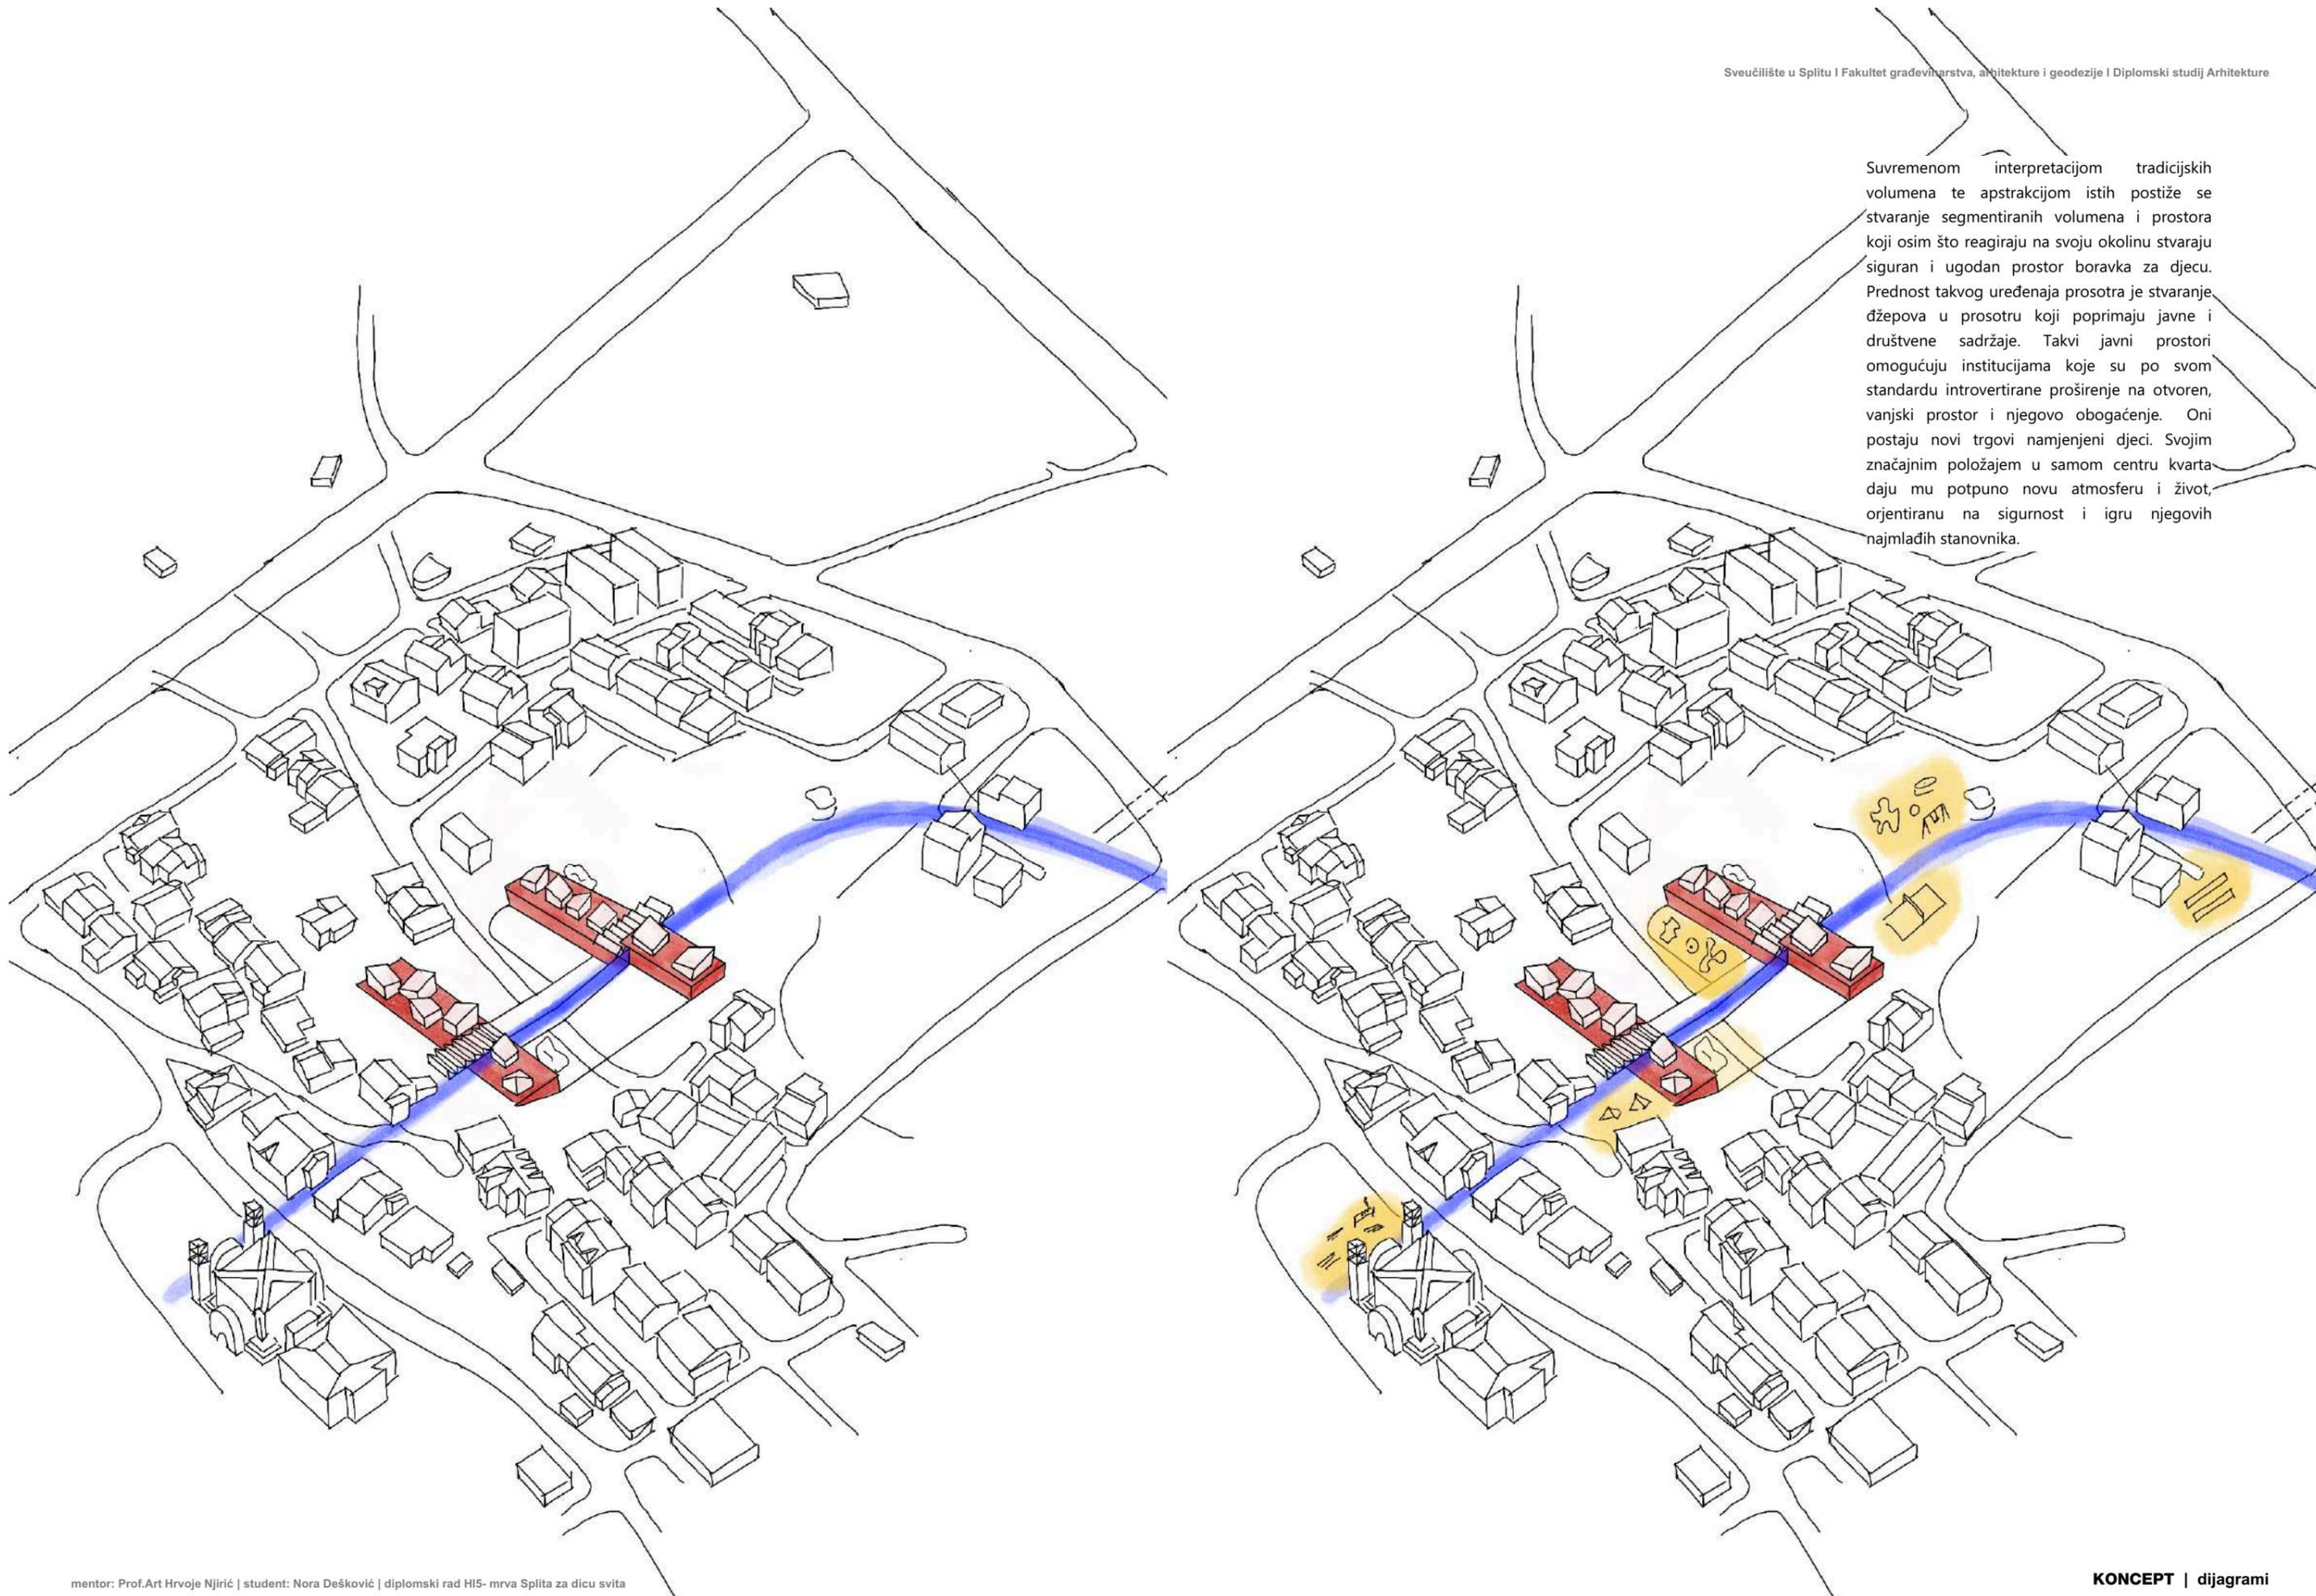 Sveučilište u Splitu I Fakultet građevinarstva, arhitekture i geodezije I Diplomski studij Arhitekture
Suvremenom interpretacijom tradicijskih
volumena te apstrakcijom istih postiže se
stvaranje segmentiranih volumena i prostora
koji osim što reagiraju na svoju okolinu stvaraju
siguran i ugodan prostor boravka za djecu.
Prednost takvog uređenaja prosotra je stvaranje
džepova u prosotru koji poprimaju javne i
društvene sadržaje. Takvi javni prostori
omogućuju institucijama koje su po svom
standardu introvertirane proširenje na otvoren,
vanjski prostor i njegovo obogaćenje. Oni
postaju novi trgovi namjenjeni djeci. Svojim
značajnim položajem u samom centru kvarta
daju mu potpuno novu atmosferu i život,
orjentiranu na sigurnost i igru njegovih
najmlađih stanovnika.
mentor: Prof.Art Hrvoje Njirić | student: Nora Dešković | diplomski rad HI5- mrva Splita za dicu svita
KONCEPT | dijagrami